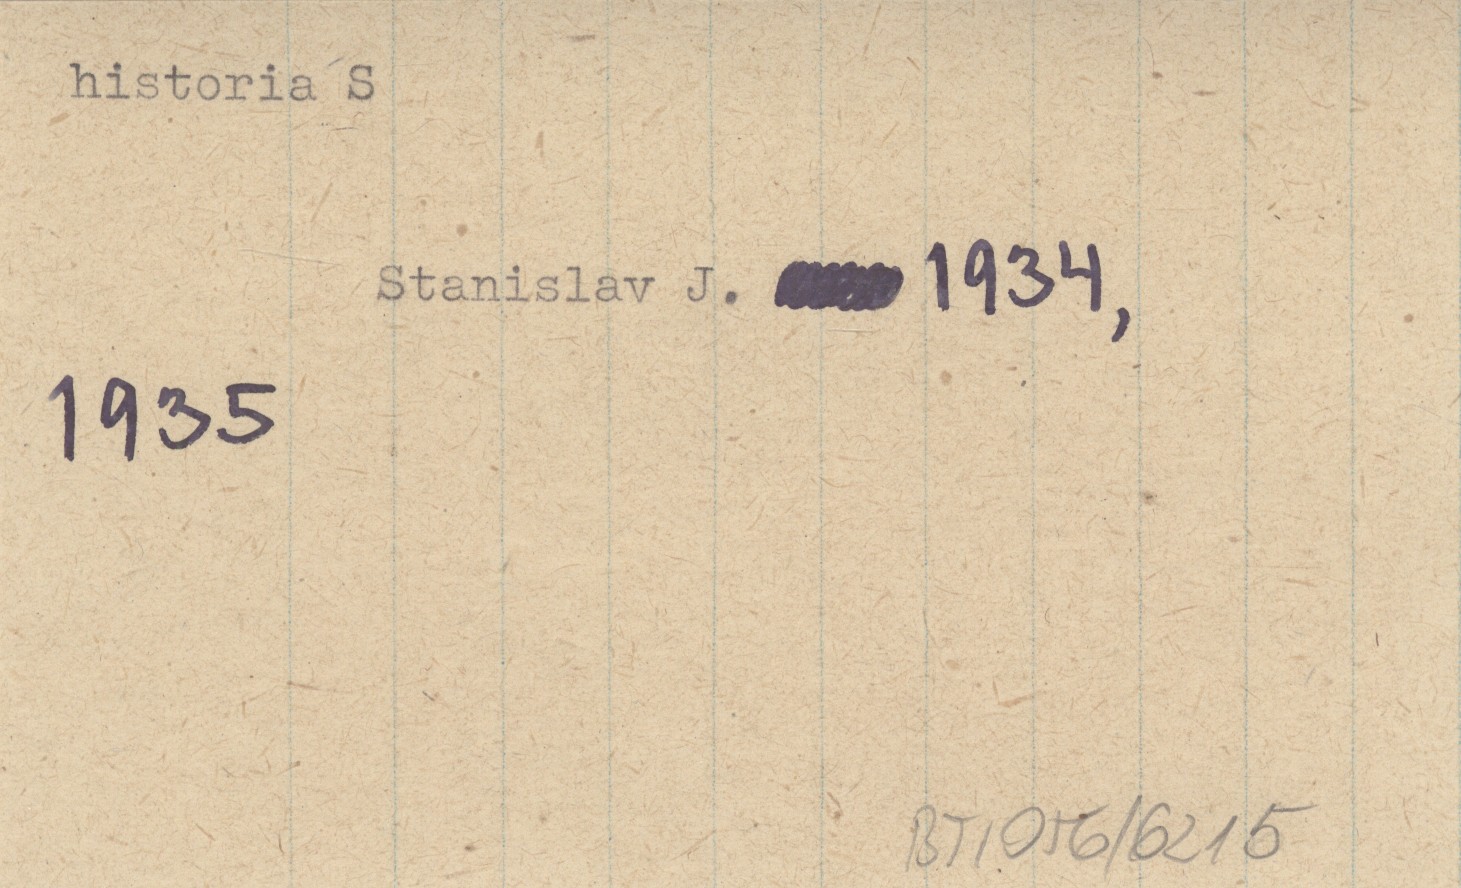 historia S
Stanislav J. 1934,
1935
BT1056/6215